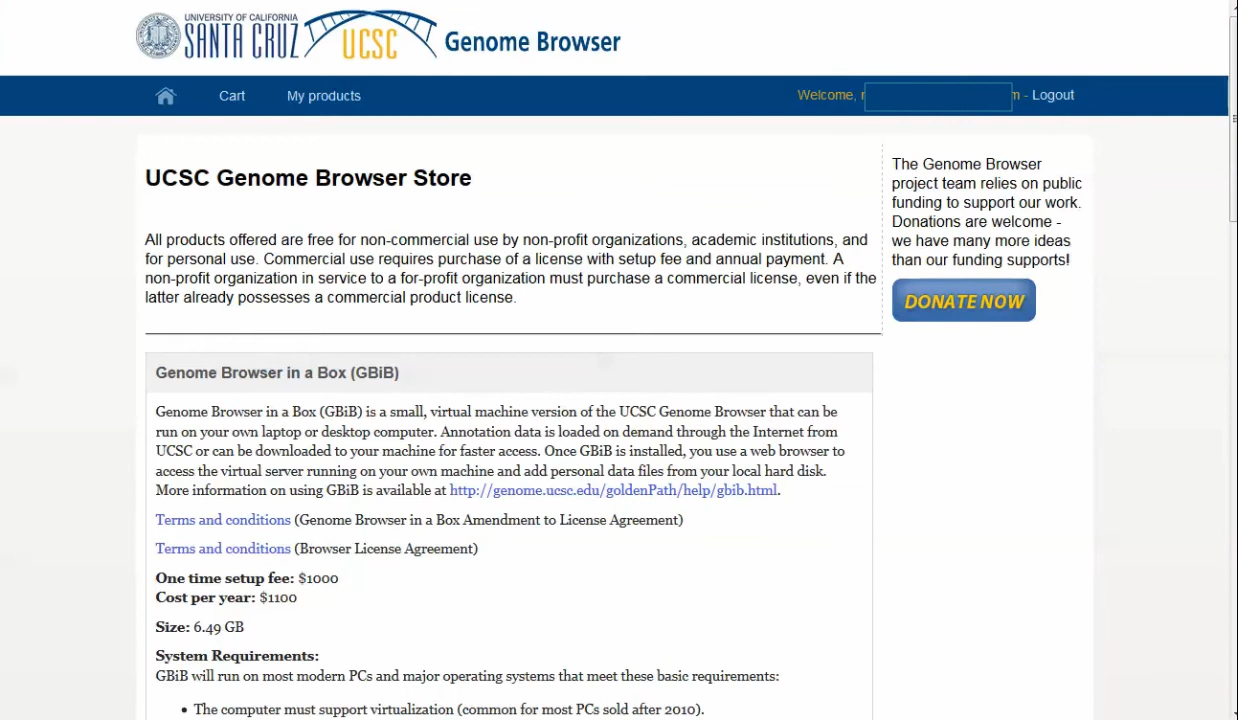 UNIVERSITY OF CALIFORNIA
SANTA CRUZ
UCSC
Genome Browser
Cart
My products
Welcome,
- Logout
UCSC Genome Browser Store
All products offered are free for non-commercial use by non-profit organizations, academic institutions, and
for personal use. Commercial use requires purchase of a license with setup fee and annual payment. A
non-profit organization in service to a for-profit organization must purchase a commercial license, even if the
latter already possesses a commercial product license.
The Genome Browser
project team relies on public
funding to support our work.
Donations are welcome -
we have many more ideas
than our funding supports!
DONATE NOW
Genome Browser in a Box (GBiB)
Genome Browser in a Box (GBiB) is a small, virtual machine version of the UCSC Genome Browser that can be
run on your own laptop or desktop computer. Annotation data is loaded on demand through the Internet from
UCSC or can be downloaded to your machine for faster access. Once GBiB is installed, you use a web browser to
access the virtual server running on your own machine and add personal data files from your local hard disk.
More information on using GBiB is available at http://genome.ucsc.edu/goldenPath/help/gbib.html.
Terms and conditions (Genome Browser in a Box Amendment to License Agreement)
Terms and conditions (Browser License Agreement)
One time setup fee: $1000
Cost per year: $1100
Size: 6.49 GB
System Requirements:
GBiB will run on most modern PCs and major operating systems that meet these basic requirements:
• The computer must support virtualization (common for most PCs sold after 2010).